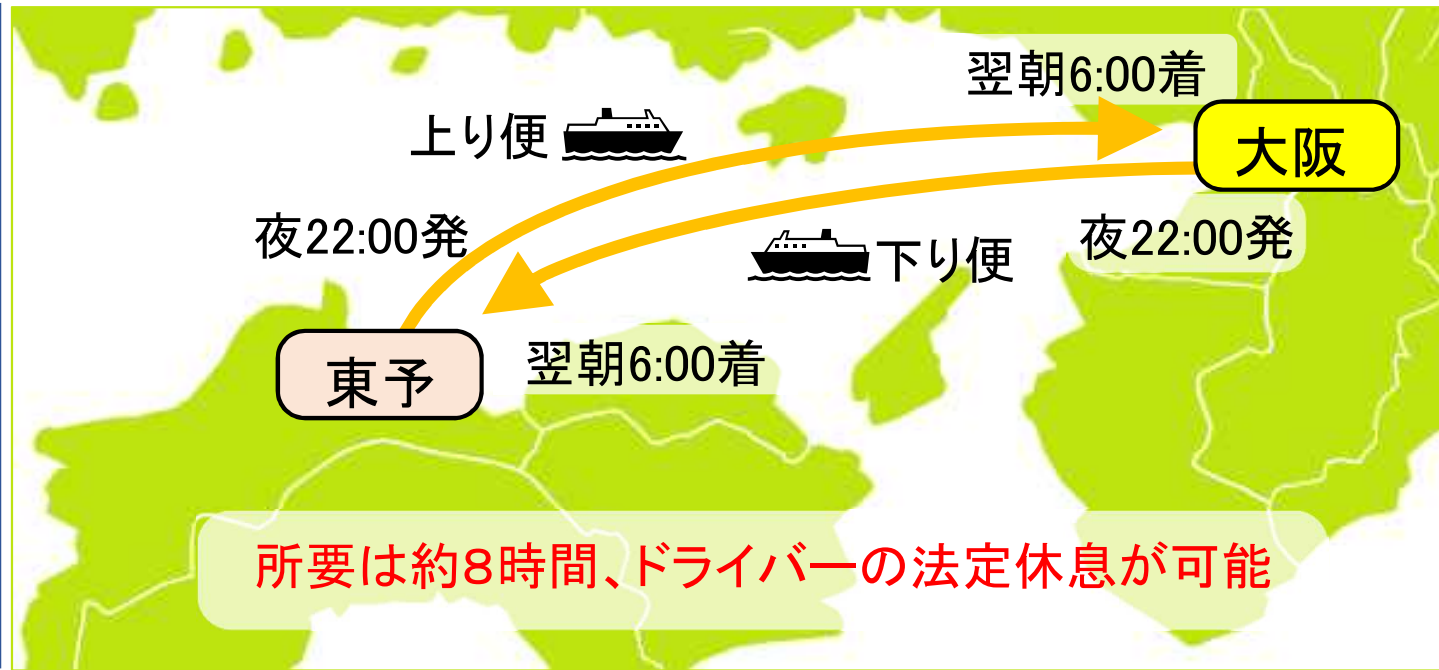 翌朝6:00着
上り便
大阪
夜22:00発
夜22:00発
下り便
東予
翌朝6:00着
所要は約8時間、ドライバーの法定休息が可能